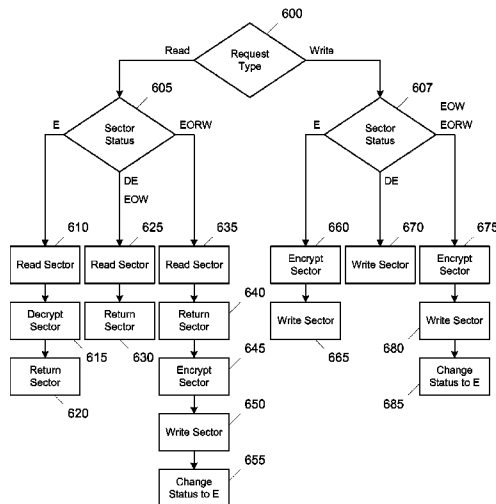 600
Request
Type
Read
Write
605
Sector
Status
E
EORW
DE
EOW
607
Sector
Status
E
EOW
EORW
DE
610
Read Sector
625
Read Sector
635
Read Sector
660
Encrypt
Sector
670
Write Sector
675
Encrypt
Sector
Decrypt
Sector
615
Return
Sector
630
Return
Sector
640
Write Sector
665
Write Sector
680
Return
Sector
620
Encrypt
Sector
645
Change
Status to E
685
Write Sector
650
Change
Status to E
655